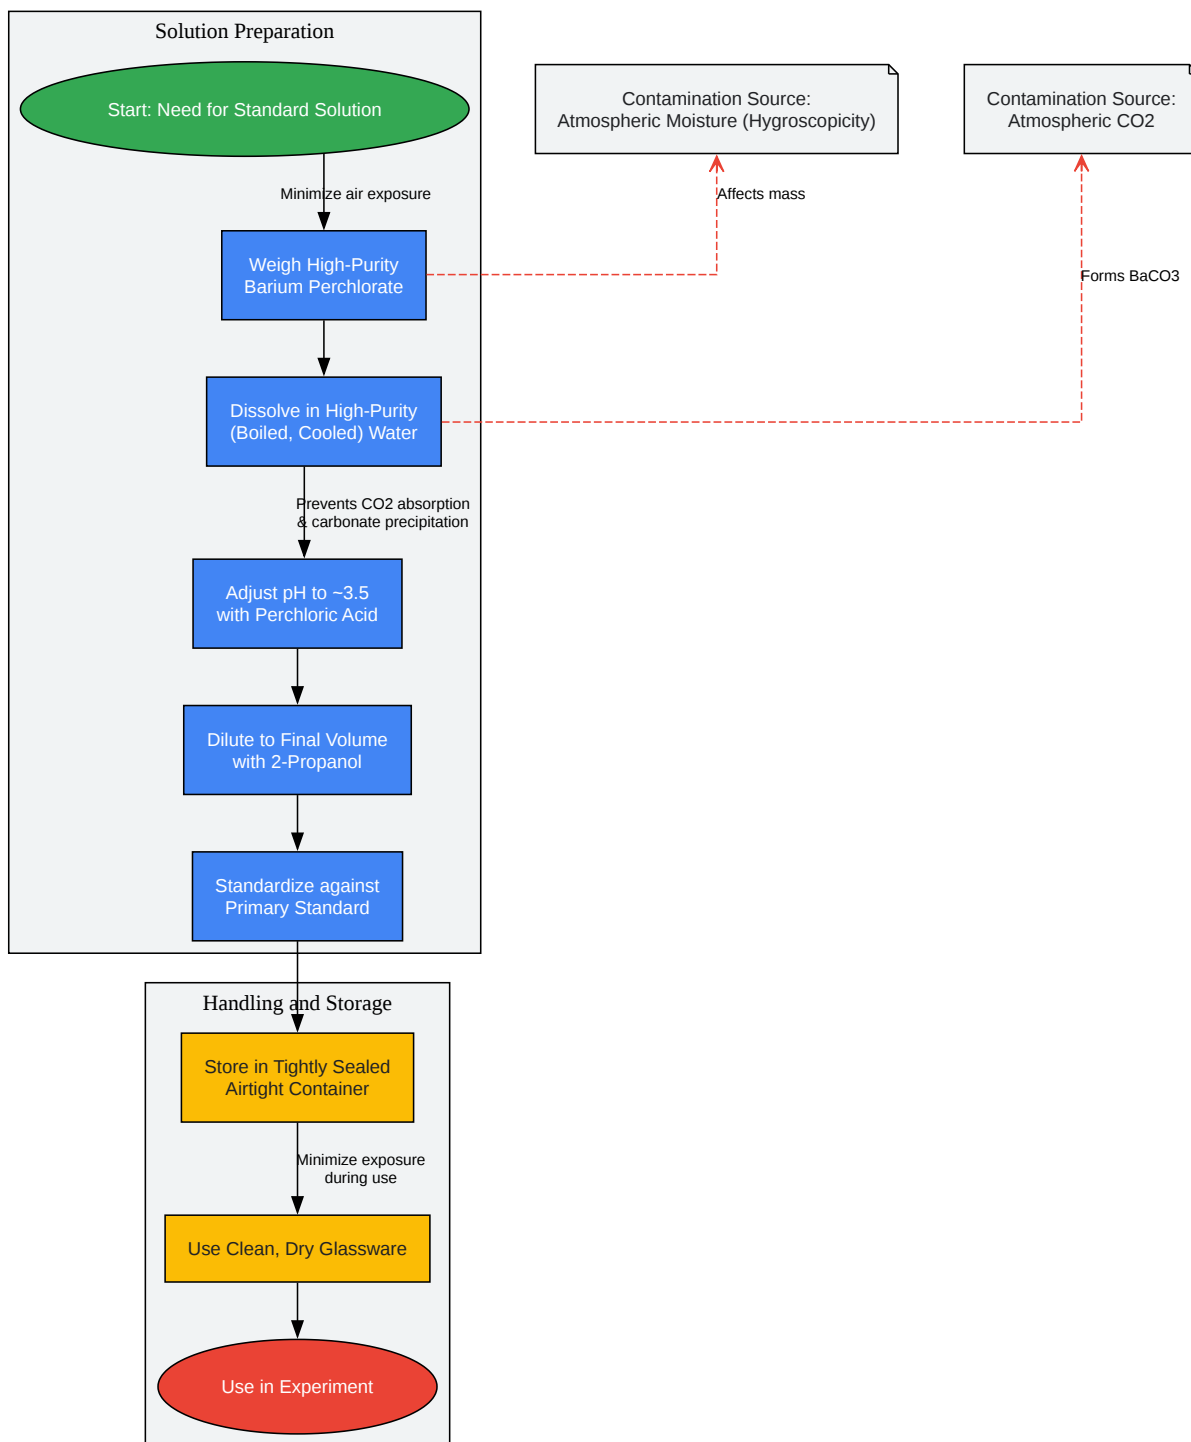 Solution Preparation
Start: Need for Standard Solution
Contamination Source:
Atmospheric Moisture (Hygroscopicity)
Contamination Source:
Atmospheric CO2
Minimize air exposure
Affects mass
Weigh High-Purity
Barium Perchlorate
Forms BaCO3
Dissolve in High-Purity
(Boiled, Cooled) Water
Prevents CO2 absorption
& carbonate precipitation
Adjust pH to ~3.5
with Perchloric Acid
Dilute to Final Volume
with 2-Propanol
Standardize against
Primary Standard
Handling and Storage
Store in Tightly Sealed
Airtight Container
Minimize exposure
during use
Use Clean, Dry Glassware
Use in Experiment